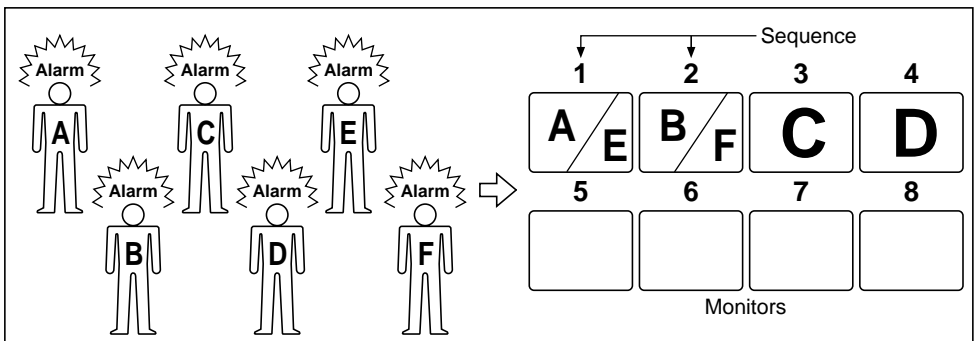 Sequence
1 2 3 4
Alarm Alarm Alarm
A C E
A/E B/F C D
Alarm Alarm Alarm
B D F
5 6 7 8
Monitors